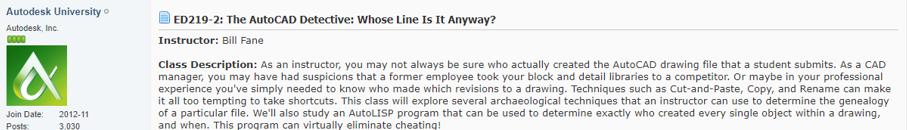 Autodesk University
Autodesk, Inc.
Join Date: 2012-11
Posts: 3,030
ED219-2: The AutoCAD Detective: Whose Line Is It Anyway?
Instructor: Bill Fane
Class Description: As an instructor, you may not always be sure who actually created the AutoCAD drawing file that a student submits. As a CAD
manager, you may have had suspicions that a former employee took your block and detail libraries to a competitor. Or maybe in your professional
experience you've simply needed to know who made which revisions to a drawing. Techniques such as Cut-and-Paste, Copy, and Rename can make
it all too tempting to take shortcuts. This class will explore several archaeological techniques that an instructor can use to determine the genealogy
of a particular file. We'll also study an AutoLISP program that can be used to determine exactly who created every single object within a drawing,
and when. This program can virtually eliminate cheating!